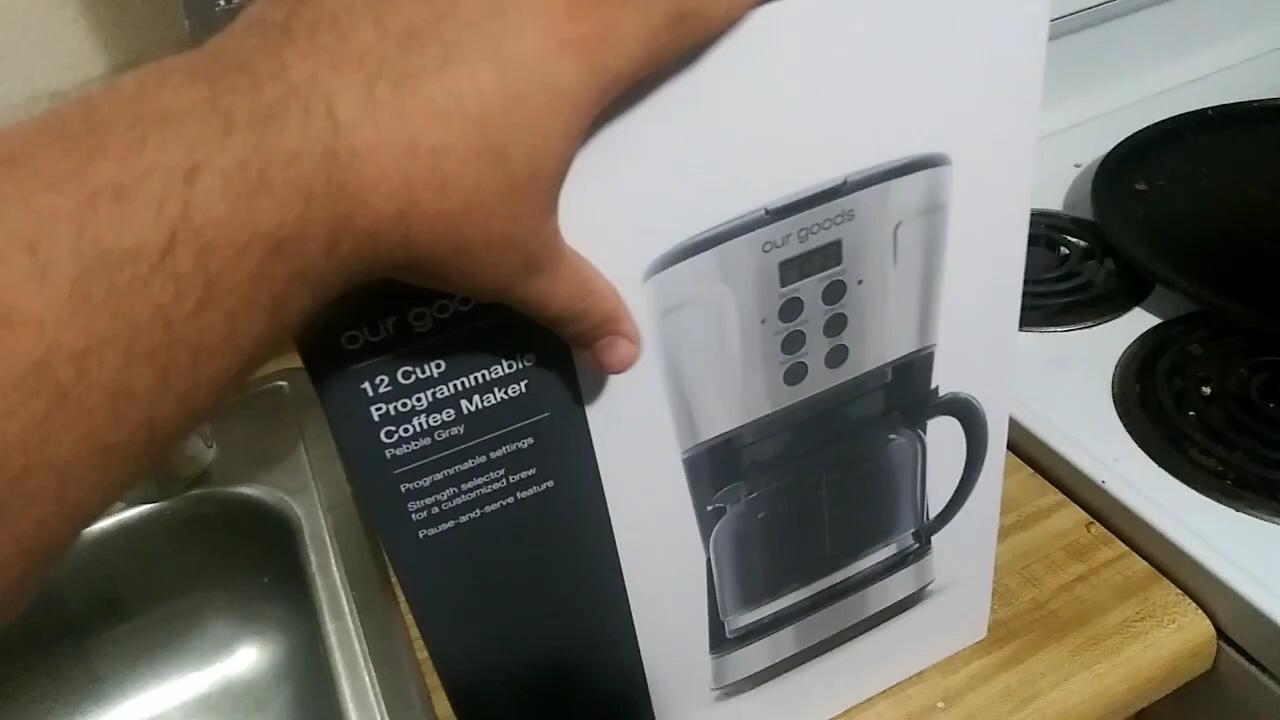 our goo
12 Cup
Programmable
Coffee Maker
Pebble Gray
Programmable settings
Strength selector
for a customized brew
Pause-and-serve feature
our goods